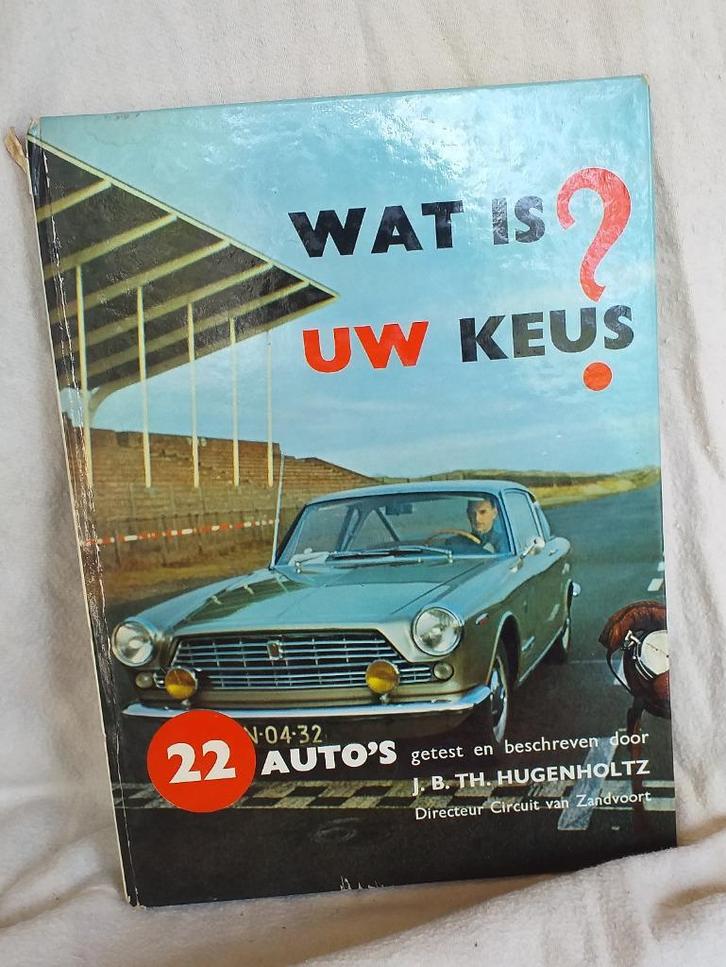 WAT IS ?
UW KEUS
N-04-32
22 AUTO'S getest en beschreven door
J. B. TH. HUGENHOLTZ
Directeur Circuit van Zandvoort